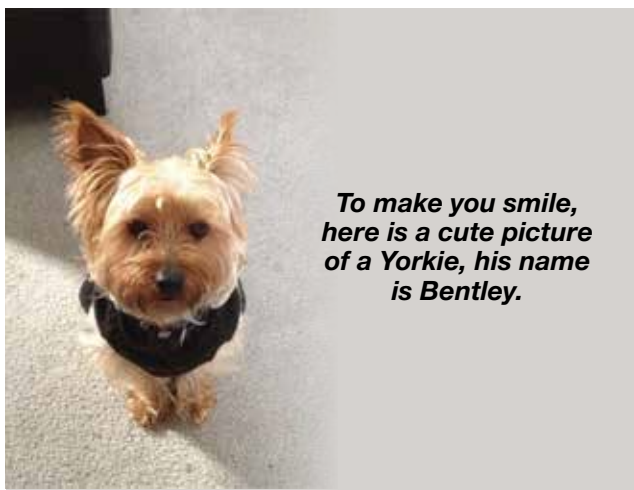 To make you smile,
here is a cute picture
of a Yorkie, his name
is Bentley.